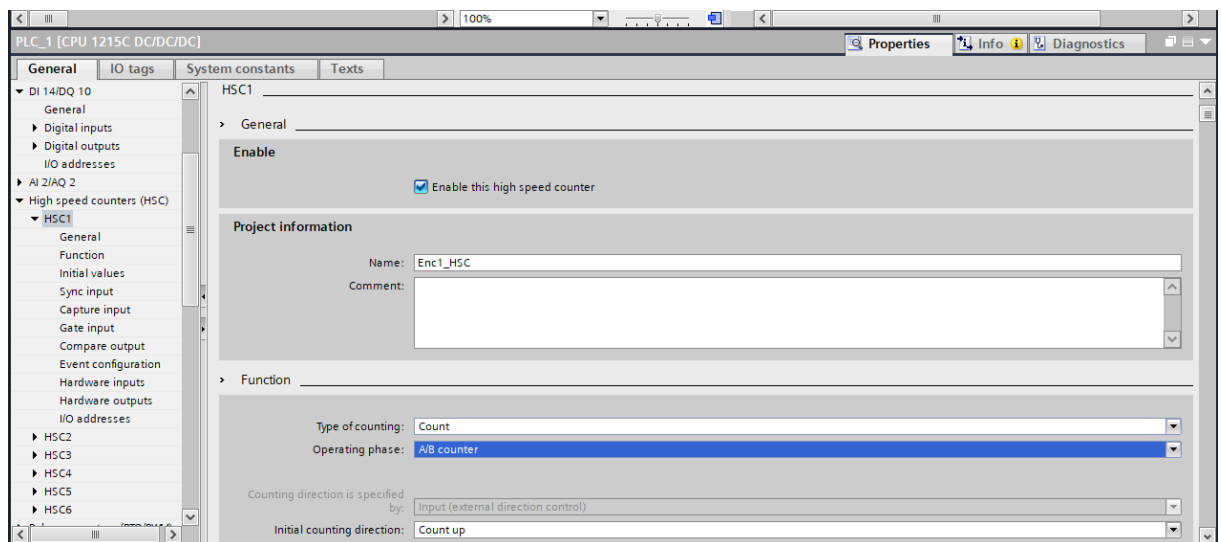 100%
PLC_1 [CPU 1215C DC/DC/DC]
Properties
Info
Diagnostics
General
IO tags
System constants
Texts
DI 14/DQ 10
General
Digital inputs
Digital outputs
I/O addresses
AI 2/AQ 2
High speed counters (HSC)
HSC1
General
Function
Initial values
Sync input
Capture input
Gate input
Compare output
Event configuration
Hardware inputs
Hardware outputs
I/O addresses
HSC2
HSC3
HSC4
HSC5
HSC6
HSC1
General
Enable
Enable this high speed counter
Project information
Name: Enc1_HSC
Comment:
Function
Type of counting: Count
Operating phase: A/B counter
Counting direction is specified
by: Input (external direction control)
Initial counting direction: Count up